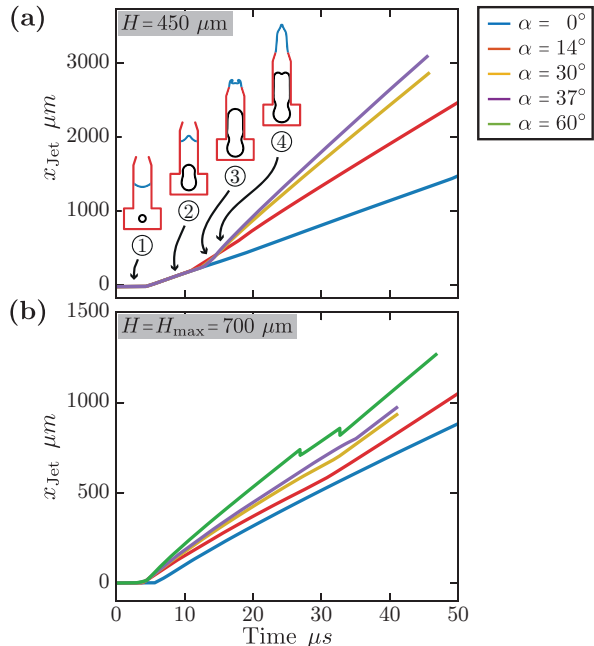 (a)
H = 450 μm
3000
2000
1000
0
x_Jet μm
① ② ③ ④
α = 0°
α = 14°
α = 30°
α = 37°
α = 60°
(b)
H = H_max = 700 μm
1500
1000
500
0
x_Jet μm
0 10 20 30 40 50
Time μs